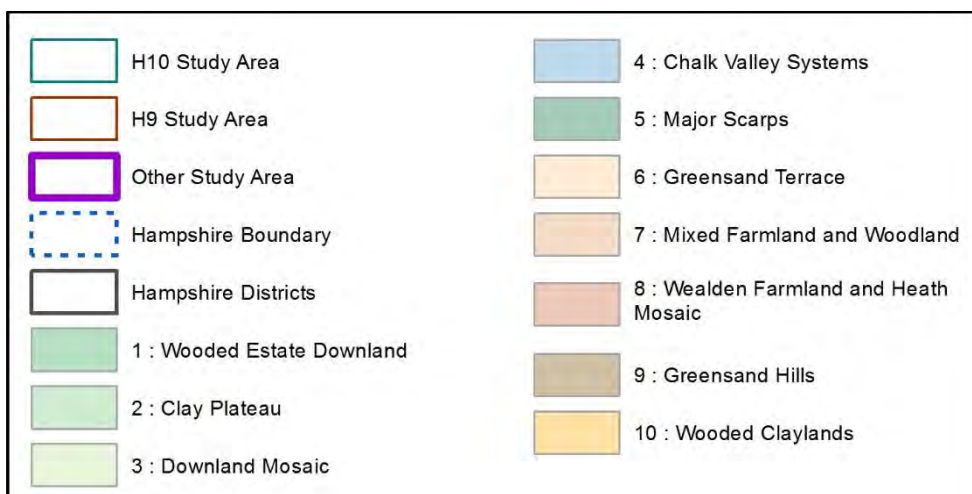 H10 Study Area
H9 Study Area
Other Study Area
Hampshire Boundary
Hampshire Districts
1 : Wooded Estate Downland
2 : Clay Plateau
3 : Downland Mosaic
4 : Chalk Valley Systems
5 : Major Scarps
6 : Greensand Terrace
7 : Mixed Farmland and Woodland
8 : Wealden Farmland and Heath
Mosaic
9 : Greensand Hills
10 : Wooded Claylands